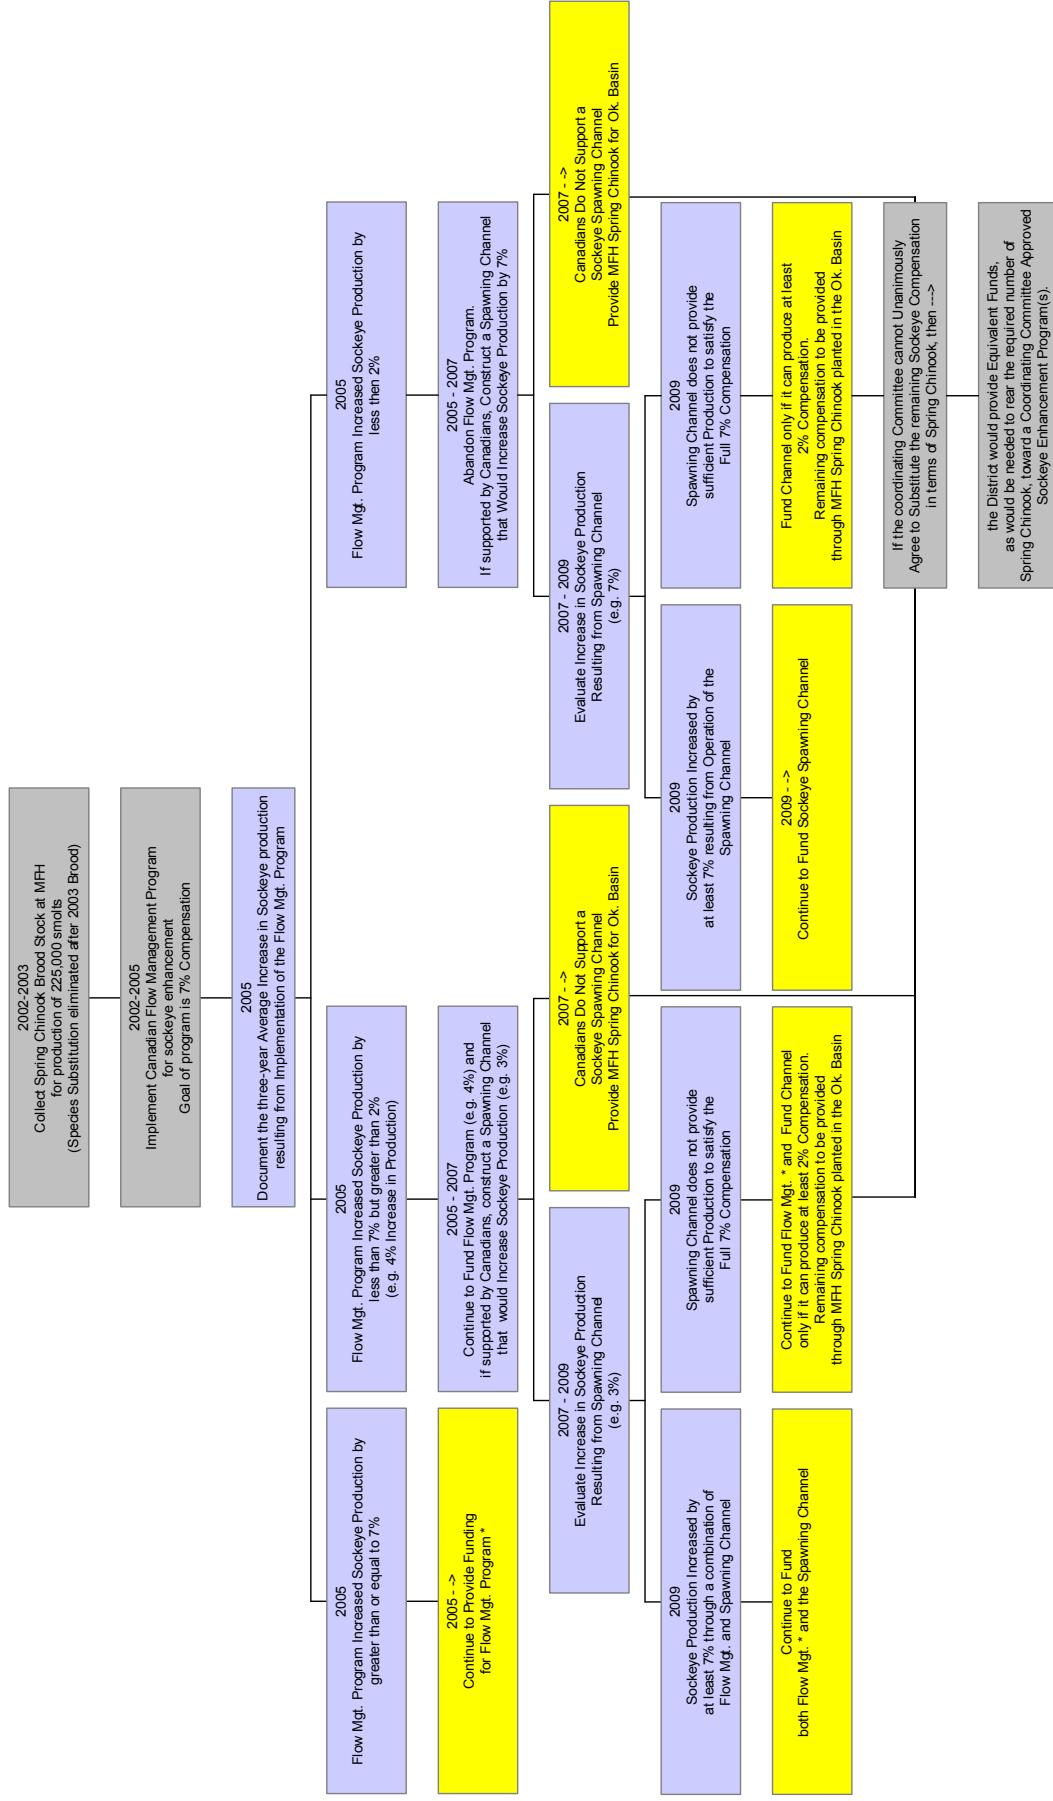 2002-2003
Collect Spring Chinook Brood Stock at MFH
for production of 225,000 smolts
(Species Substitution eliminated after 2003 Brood)
2002-2005
Implement Canadian Flow Management Program
for sockeye enhancement
Goal of program is 7% Compensation
2005
Document the three-year Average Increase in Sockeye production
resulting from Implementation of the Flow Mgt. Program
2005
Flow Mgt. Program Increased Sockeye Production by
greater than or equal to 7%
2005 - ->
Continue to Provide Funding
for Flow Mgt. Program *
2005
Flow Mgt. Program Increased Sockeye Production by
less than 7% but greater than 2%
(e.g. 4% Increase in Production)
2005 - 2007
Continue to Fund Flow Mgt. Program (e.g. 4%) and
if supported by Canadians, construct a Spawning Channel
that would Increase Sockeye Production (e.g. 3%)
2007 - 2009
Evaluate Increase in Sockeye Production
Resulting from Spawning Channel
(e.g. 3%)
2009
Sockeye Production Increased by
at least 7% through a combination of
Flow Mgt. and Spawning Channel
Continue to Fund
both Flow Mgt. * and the Spawning Channel
2009
Spawning Channel does not provide
sufficient Production to satisfy the
Full 7% Compensation
Continue to Fund Flow Mgt. * and Fund Channel
only if it can produce at least 2% Compensation.
Remaining compensation to be provided
through MFH Spring Chinook planted in the Ok. Basin
2007 - ->
Canadians Do Not Support a
Sockeye Spawning Channel
Provide MFH Spring Chinook for Ok. Basin
2005
Flow Mgt. Program Increased Sockeye Production by
less then 2%
2005 - 2007
Abandon Flow Mgt. Program.
If supported by Canadians, Construct a Spawning Channel
that Would Increase Sockeye Production by 7%
2007 - 2009
Evaluate Increase in Sockeye Production
Resulting from Spawning Channel
(e.g. 7%)
2009
Sockeye Production Increased by
at least 7% resulting from Operation of the
Spawning Channel
2009 - ->
Continue to Fund Sockeye Spawning Channel
2009
Spawning Channel does not provide
sufficient Production to satisfy the
Full 7% Compensation
Fund Channel only if it can produce at least
2% Compensation.
Remaining compensation to be provided
through MFH Spring Chinook planted in the Ok. Basin
2007 - ->
Canadians Do Not Support a
Sockeye Spawning Channel
Provide MFH Spring Chinook for Ok. Basin
If the coordinating Committee cannot Unanimously
Agree to Substitute the remaining Sockeye Compensation
in terms of Spring Chinook, then --->
the District would provide Equivalent Funds,
as would be needed to rear the required number of
Spring Chinook, toward a Coordinating Committee Approved
Sockeye Enhancement Program(s).